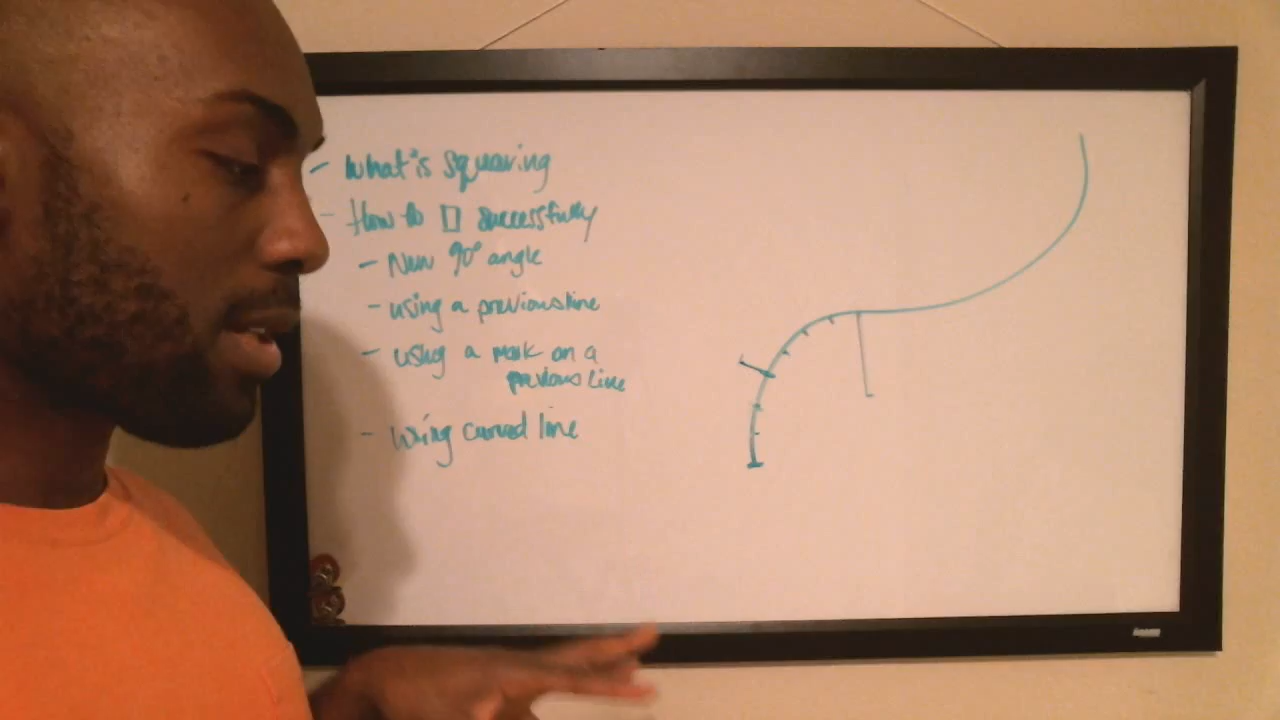 - What is squaring
- How to □ successfully
- New 90° angle
- using a previous line
- using a mark on a
previous line
- using curved line